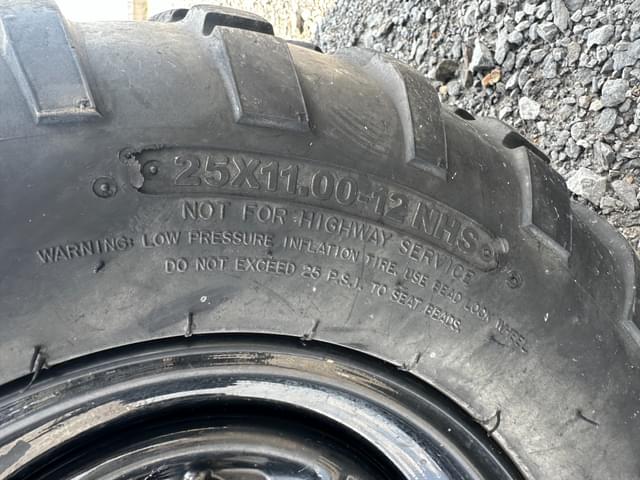 25X11.00-12 NHS
NOT FOR HIGHWAY SERVICE
WARNING: LOW PRESSURE INFLATION TIRE, USE BEAD LOCK WHEEL
DO NOT EXCEED 25 P.S.I. TO SEAT BEADS.